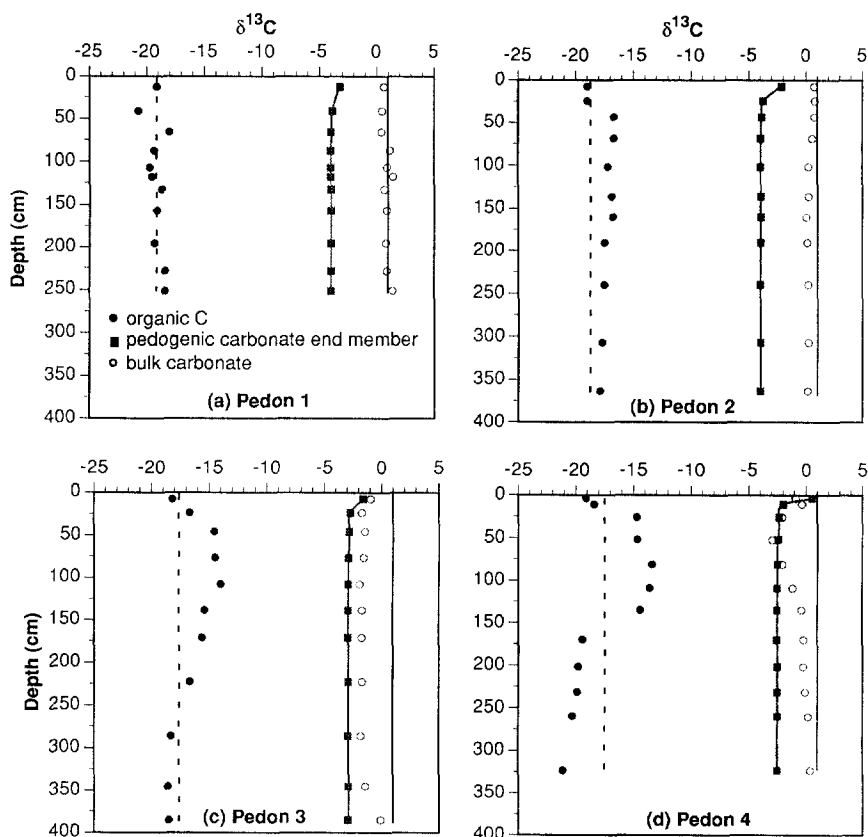 δ¹³C δ¹³C
-25 -20 -15 -10 -5 0 5 -25 -20 -15 -10 -5 0 5
0 0
50 50
100 100
150 150
200 200
250 250
300 300
350 350
400 400
Depth (cm)
organic C
pedogenic carbonate end member
bulk carbonate
(a) Pedon 1 (b) Pedon 2
-25 -20 -15 -10 -5 0 5 -25 -20 -15 -10 -5 0 5
0 0
50 50
100 100
150 150
200 200
250 250
300 300
350 350
400 400
Depth (cm)
(c) Pedon 3 (d) Pedon 4